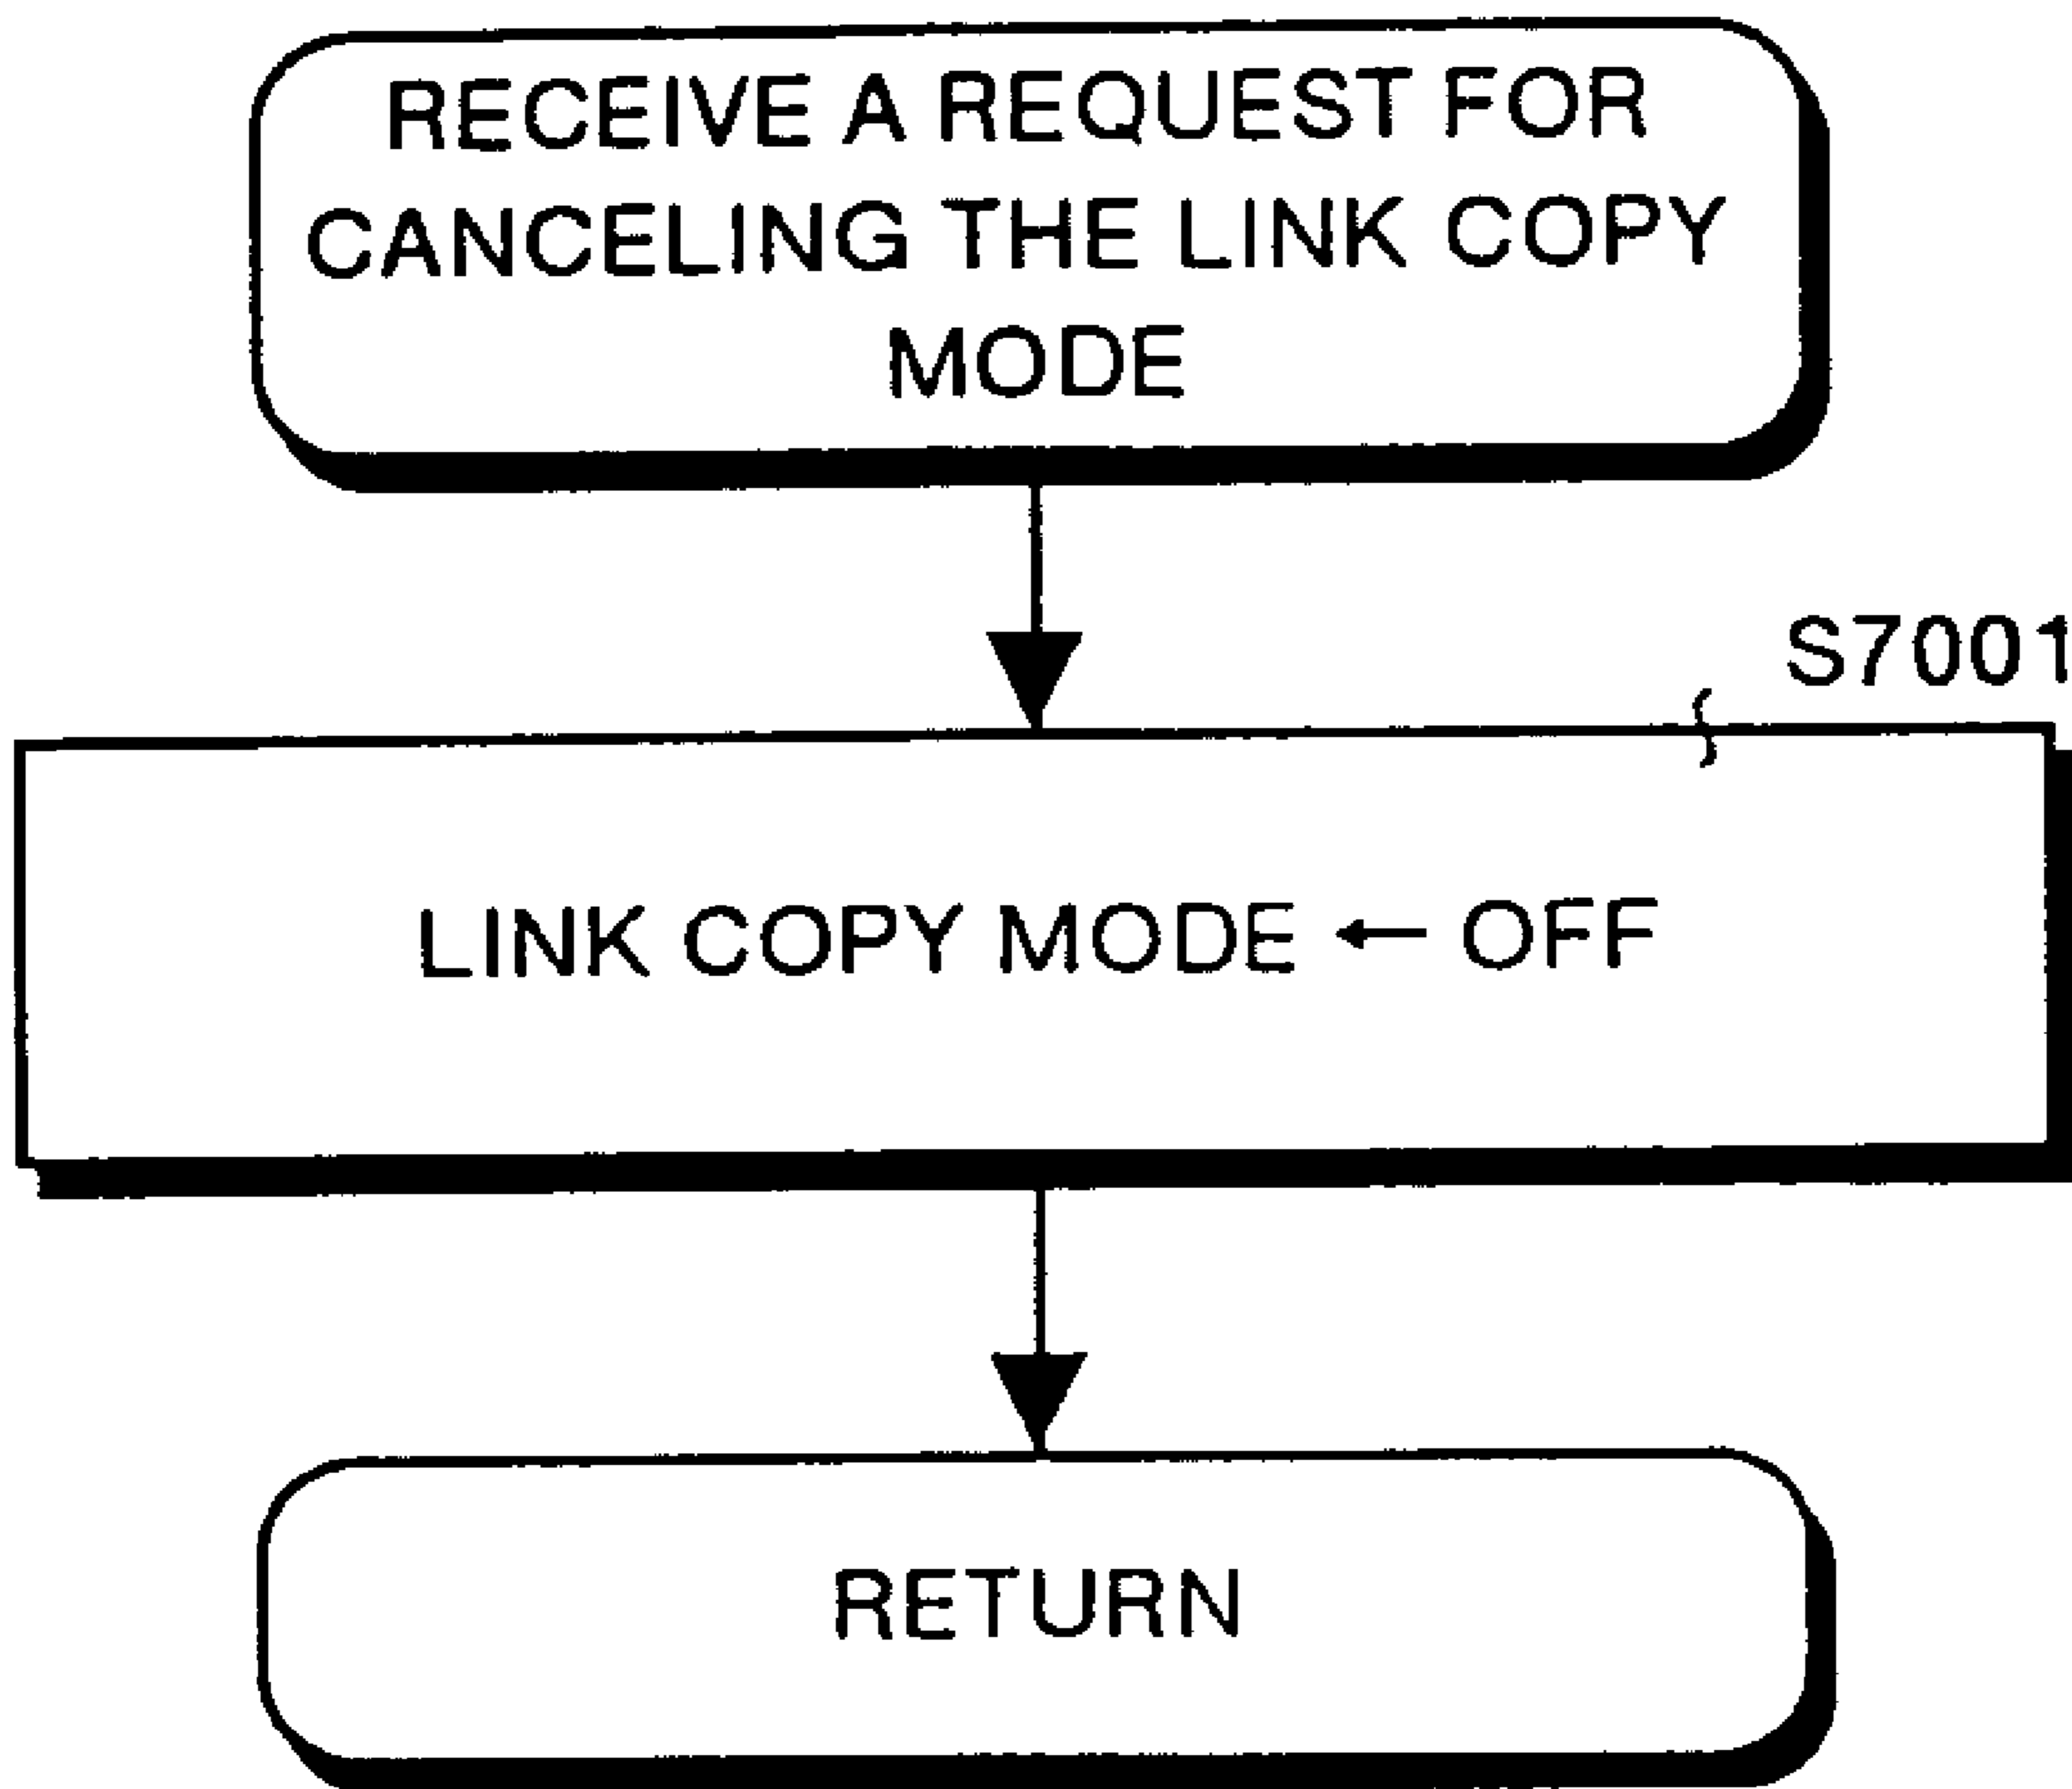 RECEIVE A REQUEST FOR
CANCELING THE LINK COPY
MODE
S7001
LINK COPY MODE ← OFF
RETURN